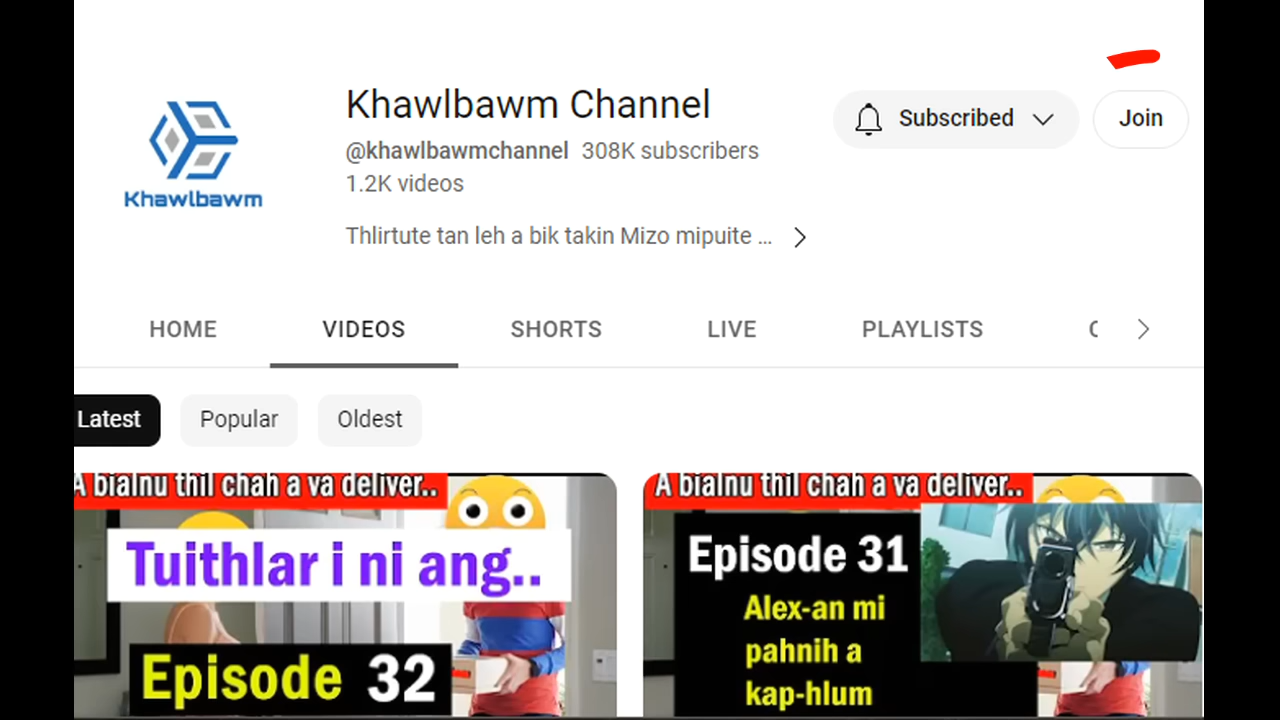 Khawlbawm
Khawlbawm Channel
@khawlbawmchannel 308K subscribers
1.2K videos
Thlirtute tan leh a bik takin Mizo mipuite ...
Subscribed
Join
HOME VIDEOS SHORTS LIVE PLAYLISTS
Latest Popular Oldest
A bialnu thil chah a va deliver..
Tuithlar i ni ang..
Episode 32
A bialnu thil chah a va deliver..
Episode 31
Alex-an mi
pahnih a
kap-hlum